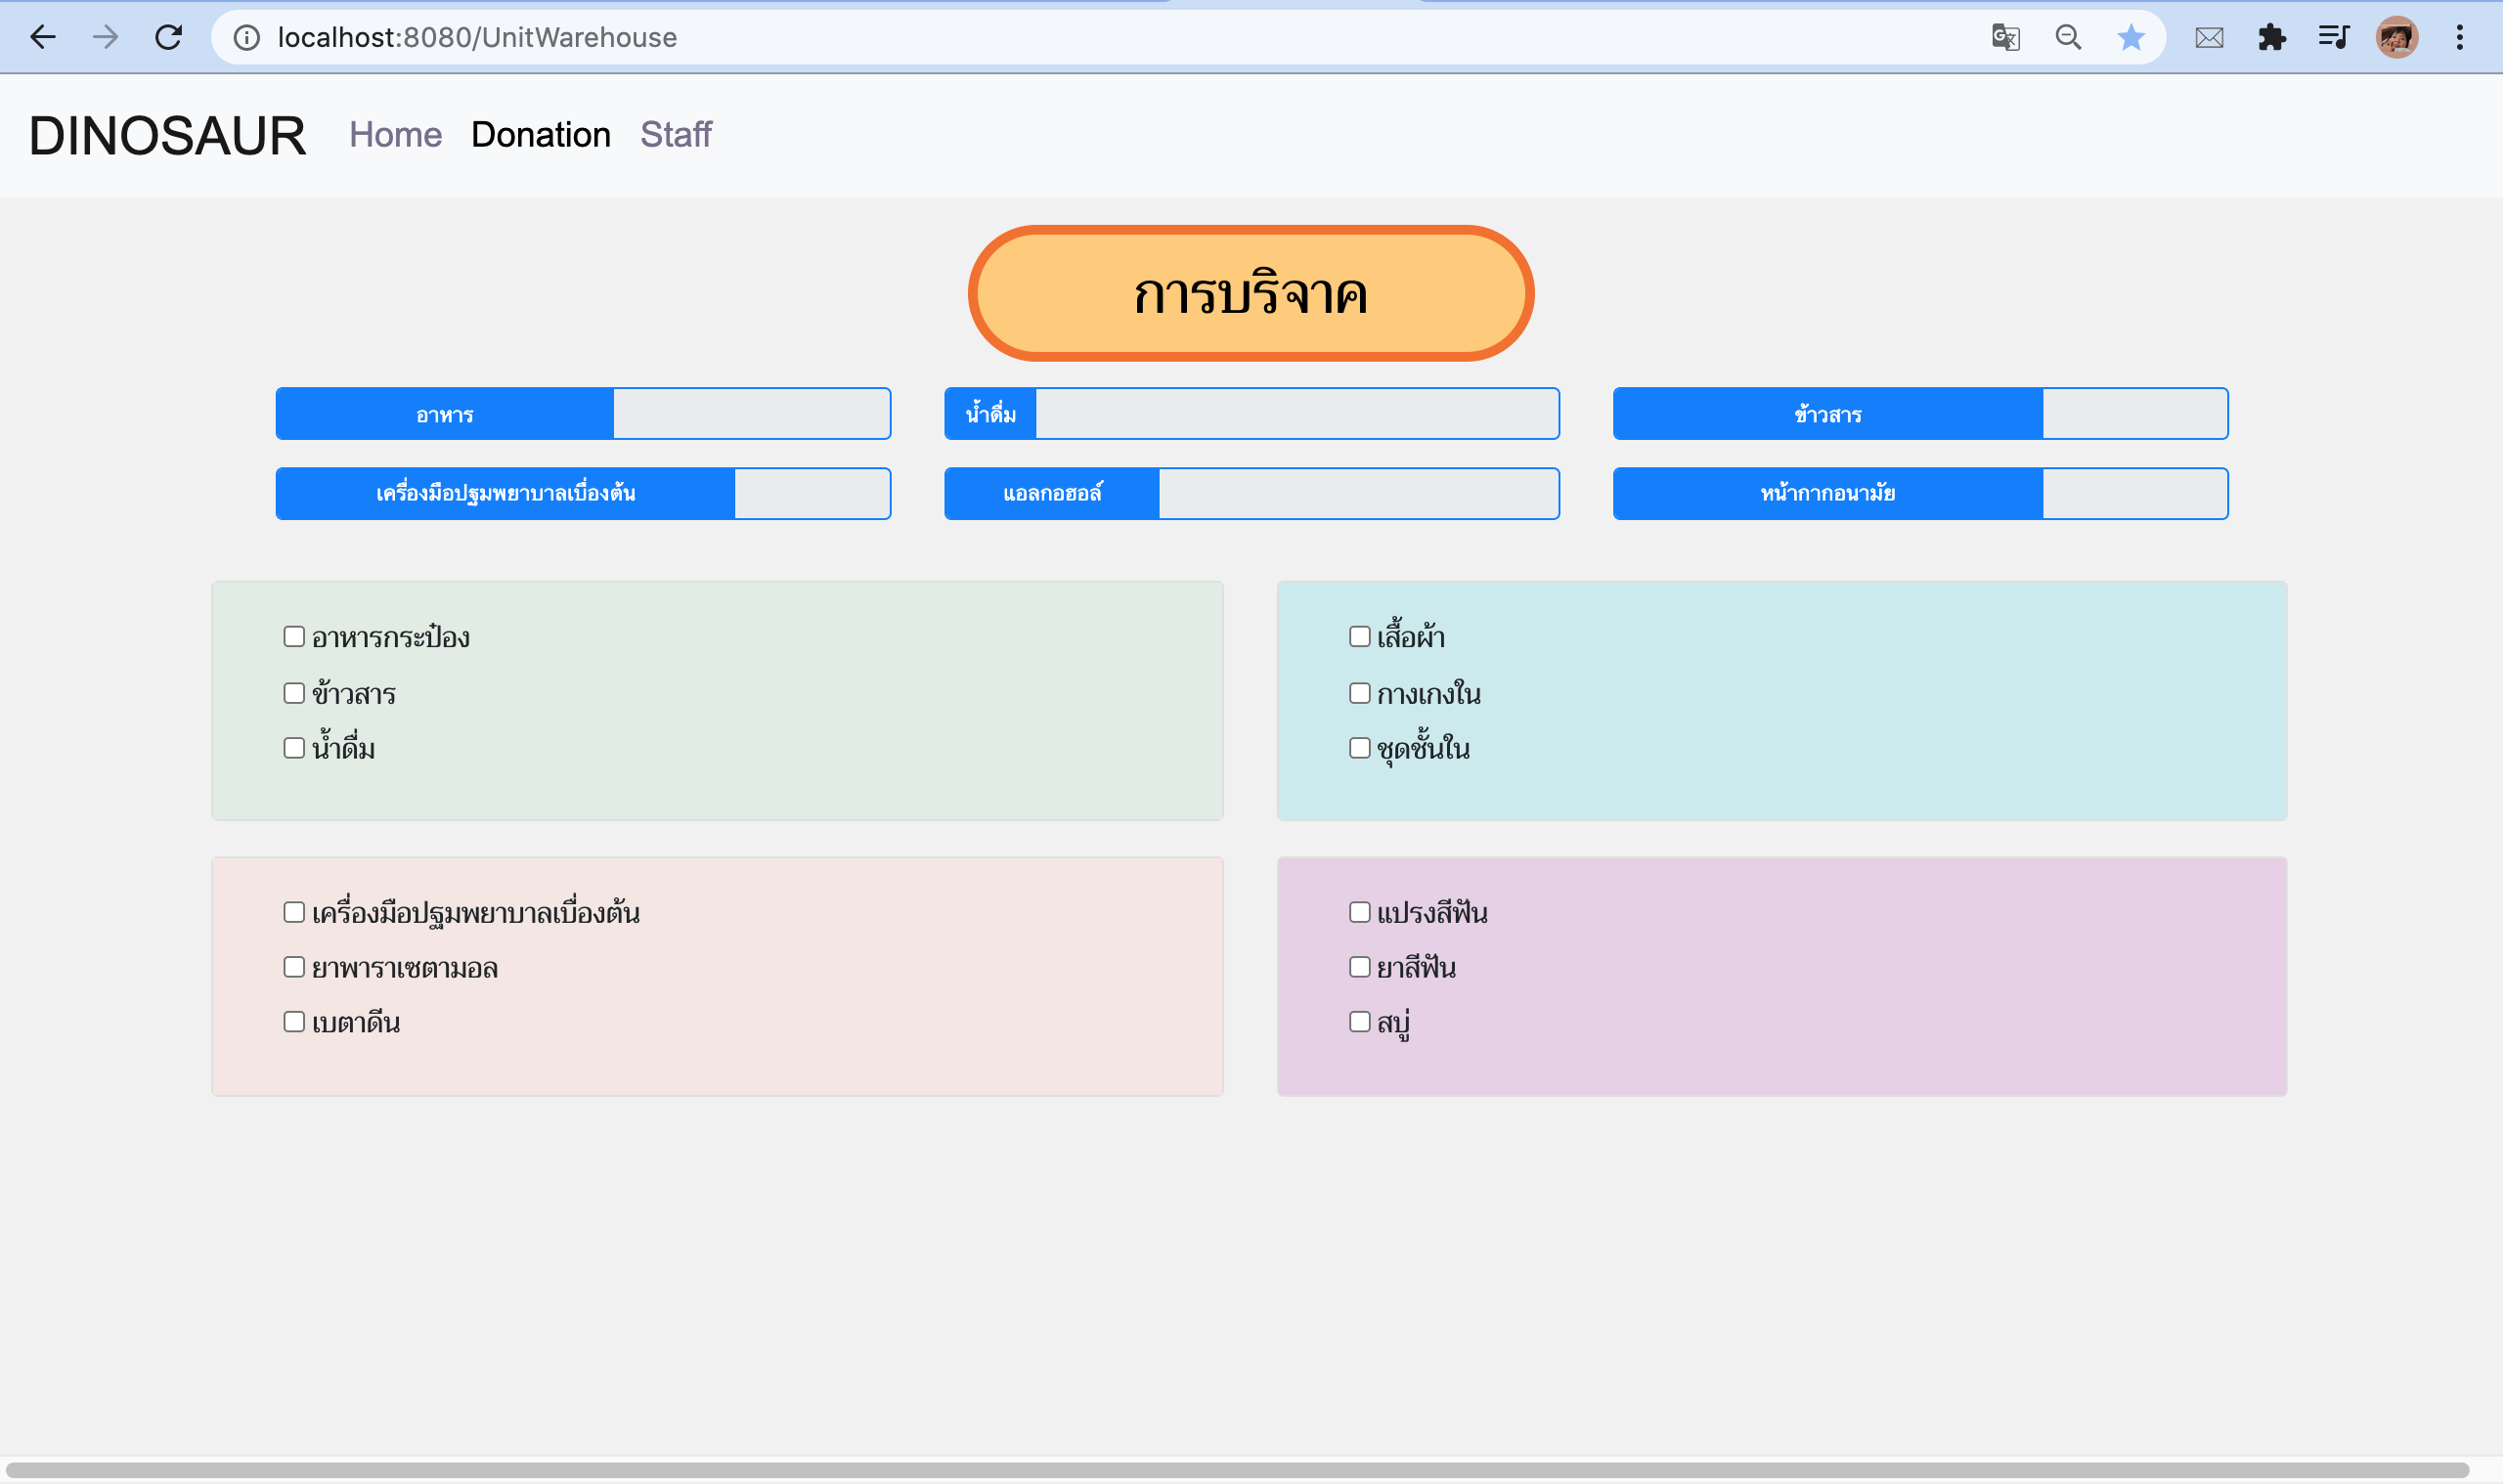 localhost:8080/UnitWarehouse
DINOSAUR Home Donation Staff
การบริจาค
อาหาร น้ำดื่ม ข้าวสาร
เครื่องมือปฐมพยาบาลเบื่องต้น แอลกอฮอล์ หน้ากากอนามัย
อาหารกระป๋อง
ข้าวสาร
น้ำดื่ม
เสื้อผ้า
กางเกงใน
ชุดชั้นใน
เครื่องมือปฐมพยาบาลเบื่องต้น
ยาพาราเซตามอล
เบตาดีน
แปรงสีฟัน
ยาสีฟัน
สบู่